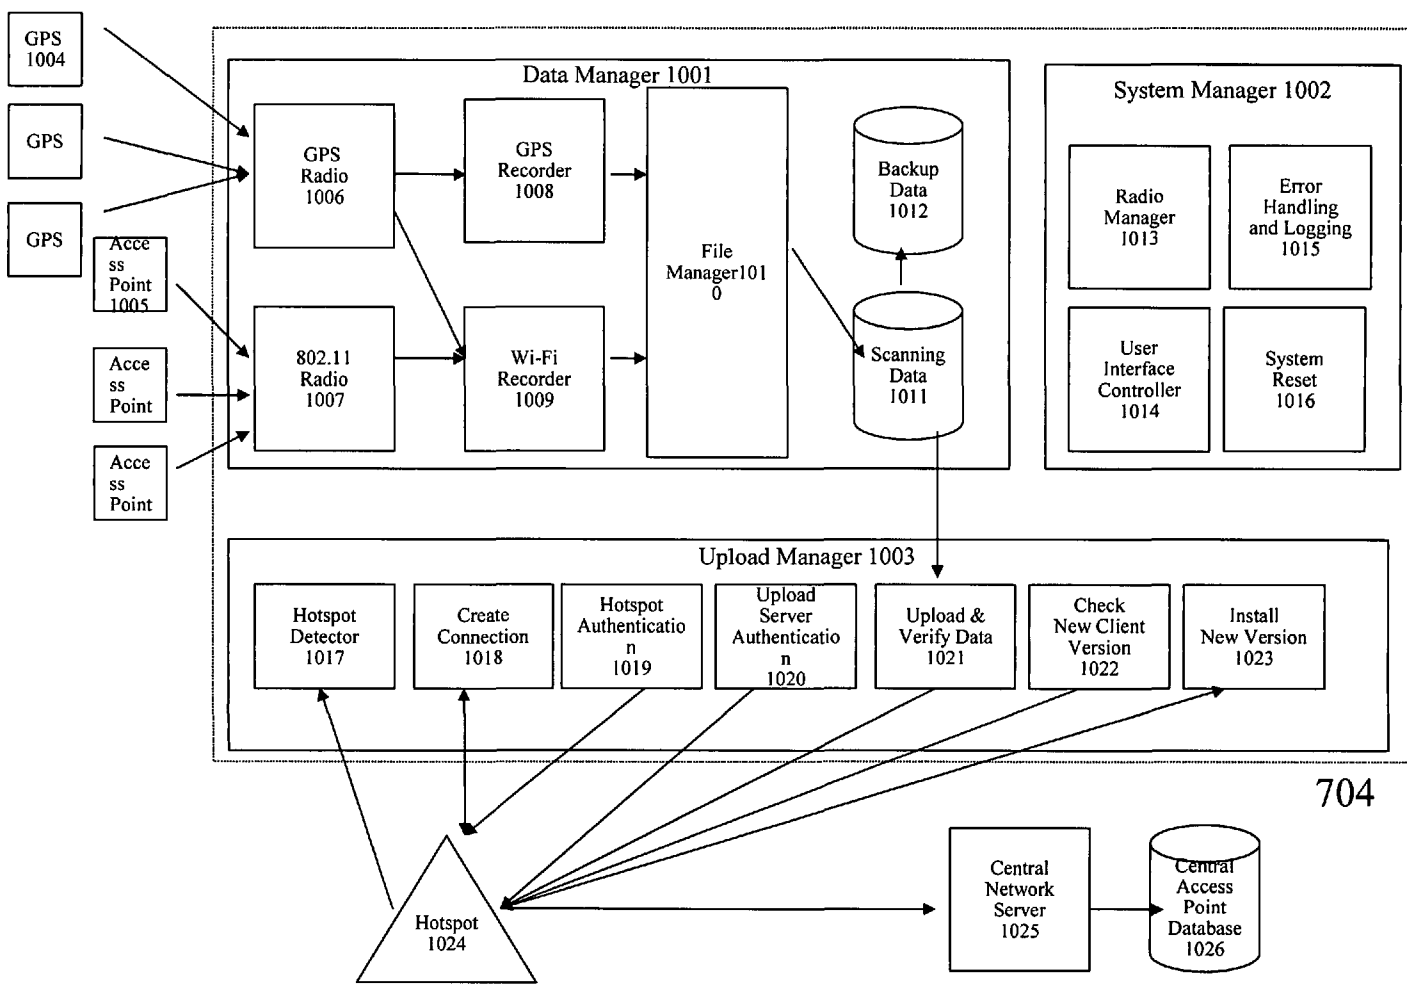 GPS
1004
GPS
GPS
Acce
ss
Point
1005
Acce
ss
Point
Acce
ss
Point
Data Manager 1001
GPS
Radio
1006
GPS
Recorder
1008
802.11
Radio
1007
Wi-Fi
Recorder
1009
File
Manager101
0
Backup
Data
1012
Scanning
Data
1011
System Manager 1002
Radio
Manager
1013
Error
Handling
and Logging
1015
User
Interface
Controller
1014
System
Reset
1016
Upload Manager 1003
Hotspot
Detector
1017
Create
Connection
1018
Hotspot
Authenticatio
n
1019
Upload
Server
Authenticatio
n
1020
Upload &
Verify Data
1021
Check
New Client
Version
1022
Install
New Version
1023
704
Hotspot
1024
Central
Network
Server
1025
Central
Access
Point
Database
1026